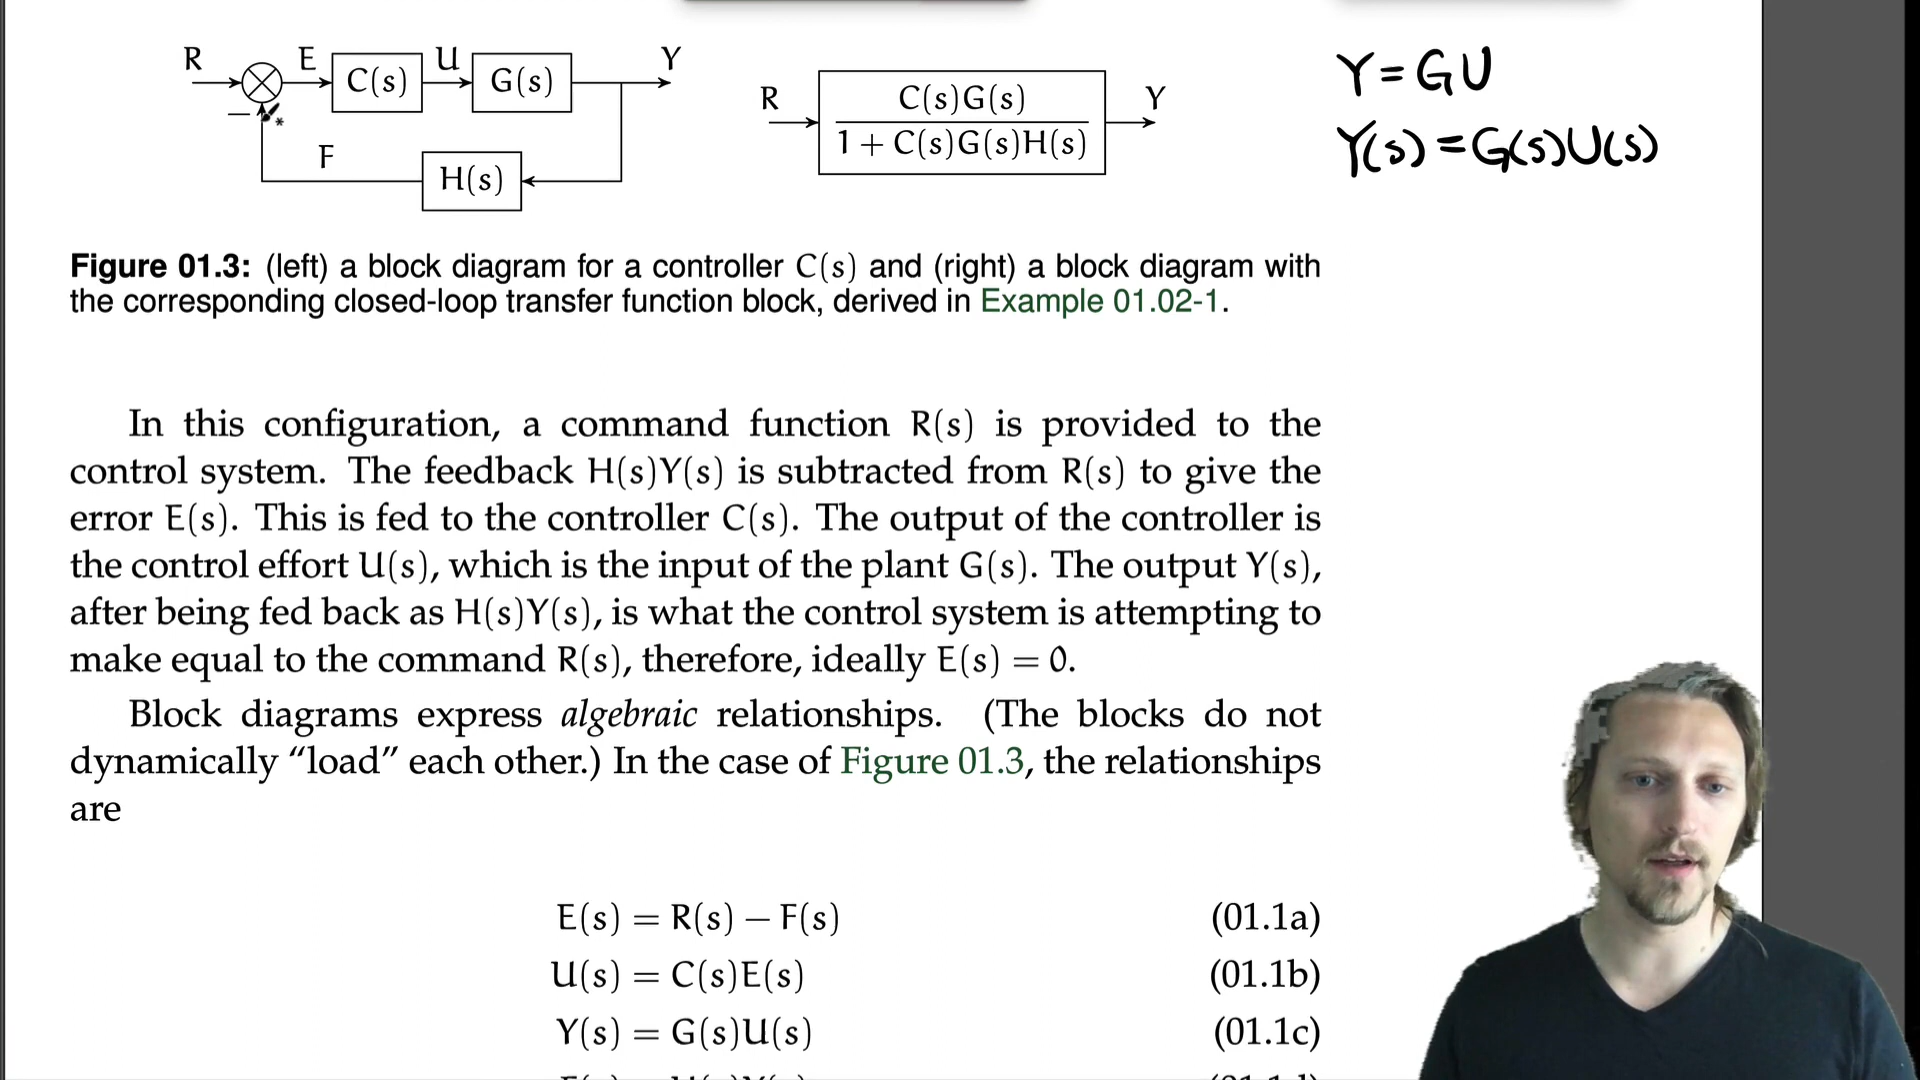 R E C(s) U G(s) Y
−
F
H(s)
R C(s)G(s) Y
1 + C(s)G(s)H(s)
Y = GU
Y(s) = G(s)U(s)
Figure 01.3: (left) a block diagram for a controller C(s) and (right) a block diagram with
the corresponding closed-loop transfer function block, derived in Example 01.02-1.
In this configuration, a command function R(s) is provided to the
control system. The feedback H(s)Y(s) is subtracted from R(s) to give the
error E(s). This is fed to the controller C(s). The output of the controller is
the control effort U(s), which is the input of the plant G(s). The output Y(s),
after being fed back as H(s)Y(s), is what the control system is attempting to
make equal to the command R(s), therefore, ideally E(s) = 0.
Block diagrams express algebraic relationships. (The blocks do not
dynamically “load” each other.) In the case of Figure 01.3, the relationships
are
E(s) = R(s) − F(s) (01.1a)
U(s) = C(s)E(s) (01.1b)
Y(s) = G(s)U(s) (01.1c)